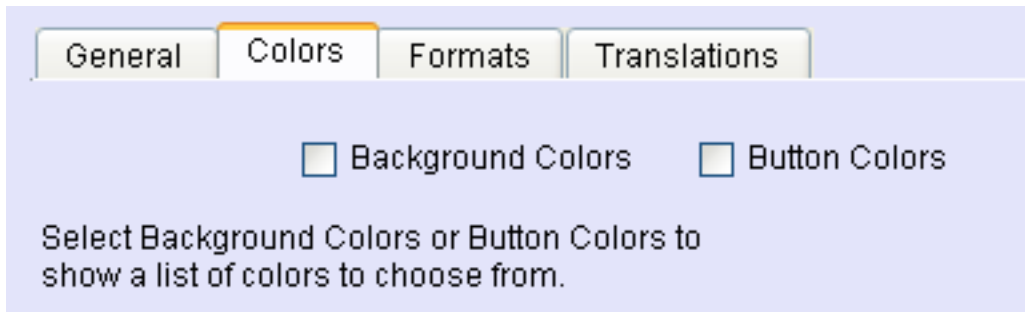 General Colors Formats Translations
Background Colors Button Colors
Select Background Colors or Button Colors to
show a list of colors to choose from.